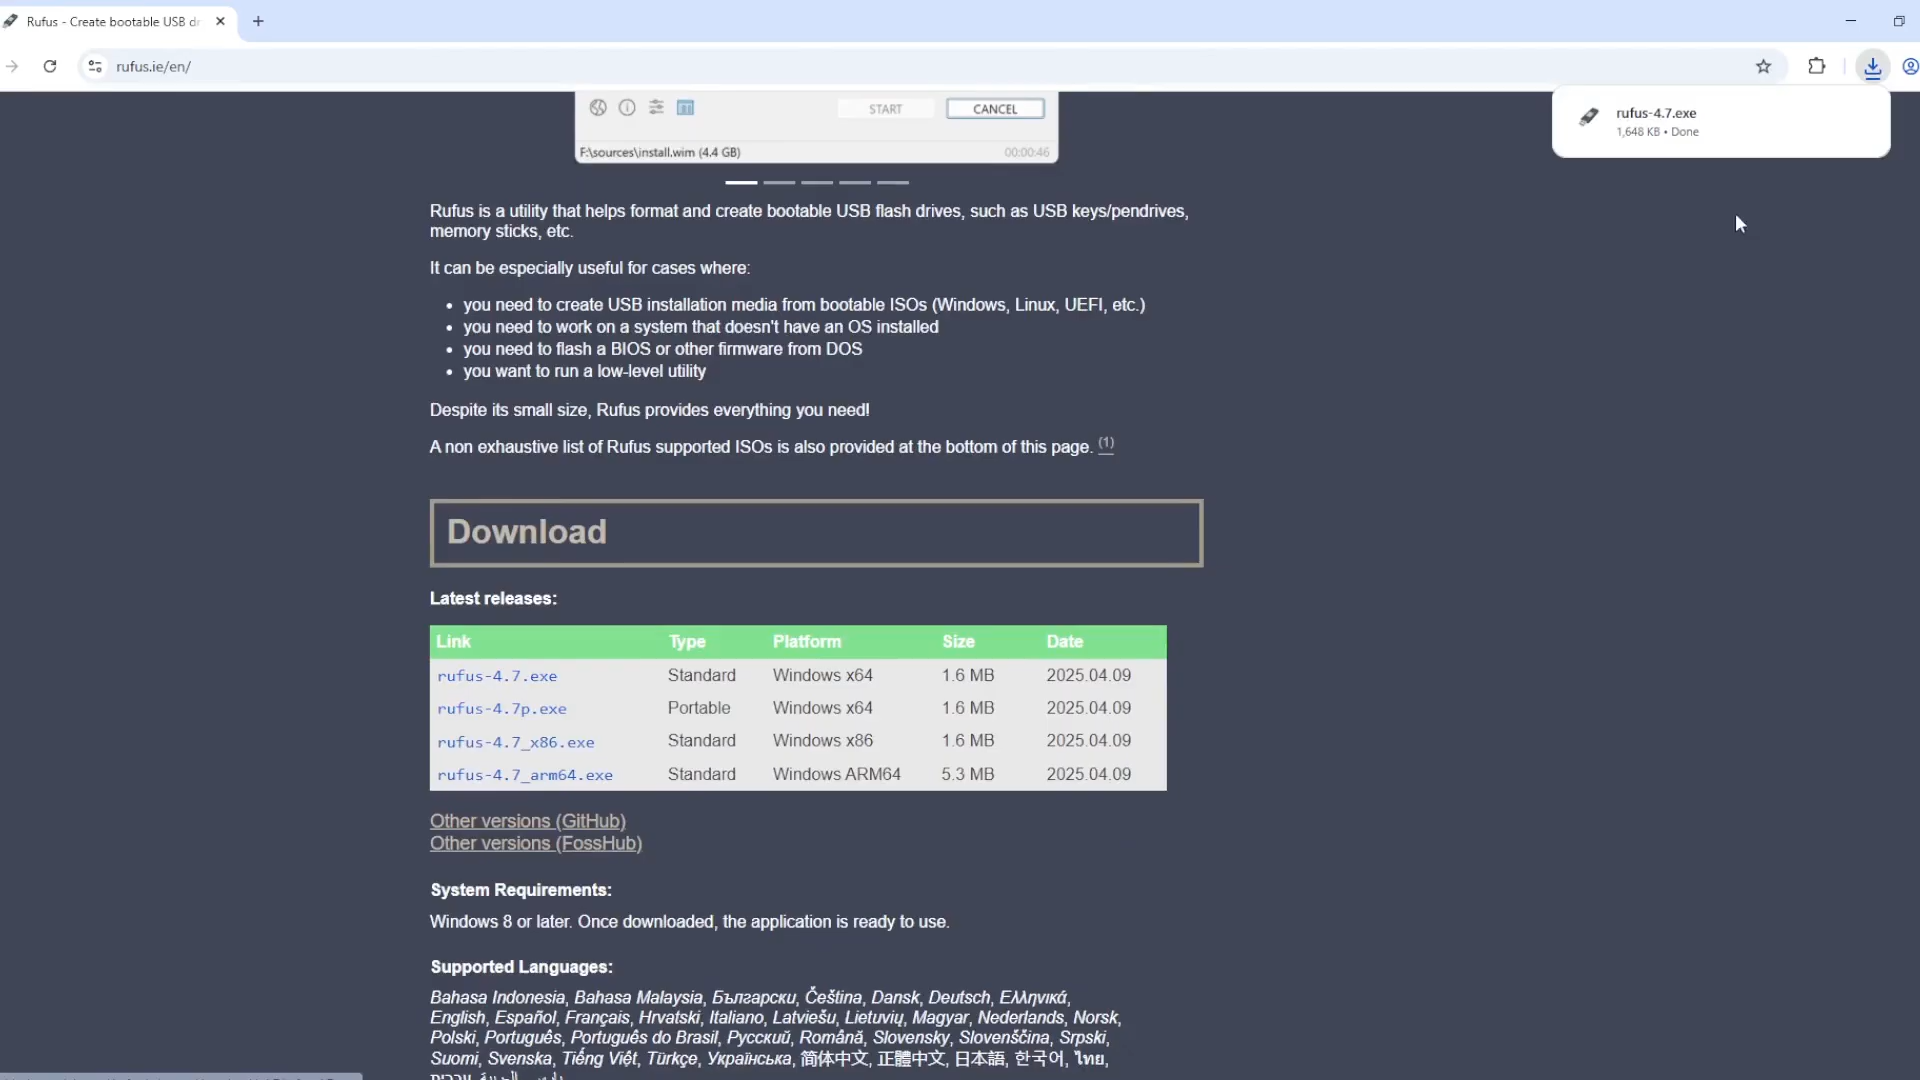 Rufus - Create bootable USB dr
rufus.ie/en/
rufus-4.7.exe
1,648 KB • Done
START
CANCEL
F:\sources\install.wim (4.4 GB)
00:00:46
Rufus is a utility that helps format and create bootable USB flash drives, such as USB keys/pendrives,
memory sticks, etc.
It can be especially useful for cases where:
• you need to create USB installation media from bootable ISOs (Windows, Linux, UEFI, etc.)
• you need to work on a system that doesn't have an OS installed
• you need to flash a BIOS or other firmware from DOS
• you want to run a low-level utility
Despite its small size, Rufus provides everything you need!
A non exhaustive list of Rufus supported ISOs is also provided at the bottom of this page. (1)
Download
Latest releases:
Link Type Platform Size Date
rufus-4.7.exe Standard Windows x64 1.6 MB 2025.04.09
rufus-4.7p.exe Portable Windows x64 1.6 MB 2025.04.09
rufus-4.7_x86.exe Standard Windows x86 1.6 MB 2025.04.09
rufus-4.7_arm64.exe Standard Windows ARM64 5.3 MB 2025.04.09
Other versions (GitHub)
Other versions (FossHub)
System Requirements:
Windows 8 or later. Once downloaded, the application is ready to use.
Supported Languages:
Bahasa Indonesia, Bahasa Malaysia, Български, Čeština, Dansk, Deutsch, Ελληνικά,
English, Español, Français, Hrvatski, Italiano, Latviešu, Lietuvių, Magyar, Nederlands, Norsk,
Polski, Português, Português do Brasil, Русский, Română, Slovensky, Slovenščina, Srpski,
Suomi, Svenska, Tiếng Việt, Türkçe, Українська, 简体中文, 正體中文, 日本語, 한국어, ไทย,